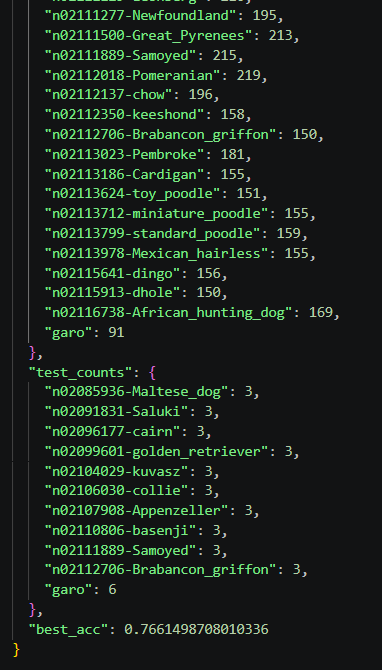 "n02111277-Newfoundland": 195,
"n02111500-Great_Pyrenees": 213,
"n02111889-Samoyed": 215,
"n02112018-Pomeranian": 219,
"n02112137-chow": 196,
"n02112350-keeshond": 158,
"n02112706-Brabancon_griffon": 150,
"n02113023-Pembroke": 181,
"n02113186-Cardigan": 155,
"n02113624-toy_poodle": 151,
"n02113712-miniature_poodle": 155,
"n02113799-standard_poodle": 159,
"n02113978-Mexican_hairless": 155,
"n02115641-dingo": 156,
"n02115913-dhole": 150,
"n02116738-African_hunting_dog": 169,
"garo": 91
},
"test_counts": {
"n02085936-Maltese_dog": 3,
"n02091831-Saluki": 3,
"n02096177-cairn": 3,
"n02099601-golden_retriever": 3,
"n02104029-kuvasz": 3,
"n02106030-collie": 3,
"n02107908-Appenzeller": 3,
"n02110806-basenji": 3,
"n02111889-Samoyed": 3,
"n02112706-Brabancon_griffon": 3,
"garo": 6
},
"best_acc": 0.7661498708010336
}